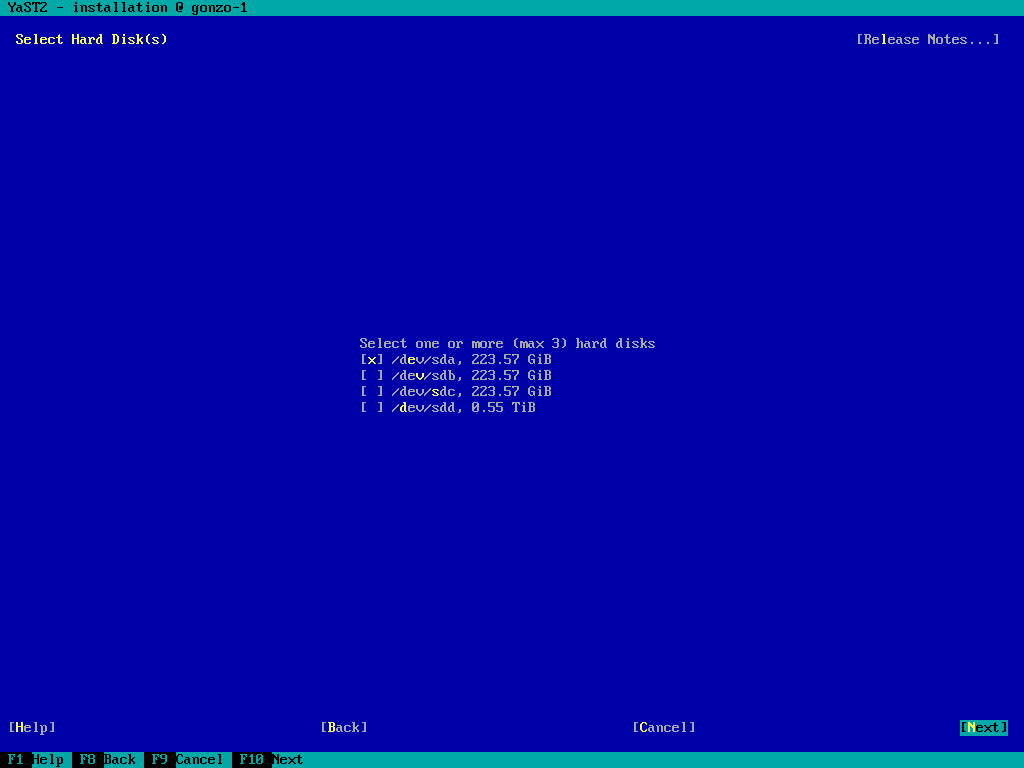 YaST2 - installation @ gonzo-1
Select Hard Disk(s) [Release Notes...]
Select one or more (max 3) hard disks
[x] /dev/sda, 223.57 GiB
[ ] /dev/sdb, 223.57 GiB
[ ] /dev/sdc, 223.57 GiB
[ ] /dev/sdd, 0.55 TiB
[Help] [Back] [Cancel] [Next]
F1 Help F8 Back F9 Cancel F10 Next